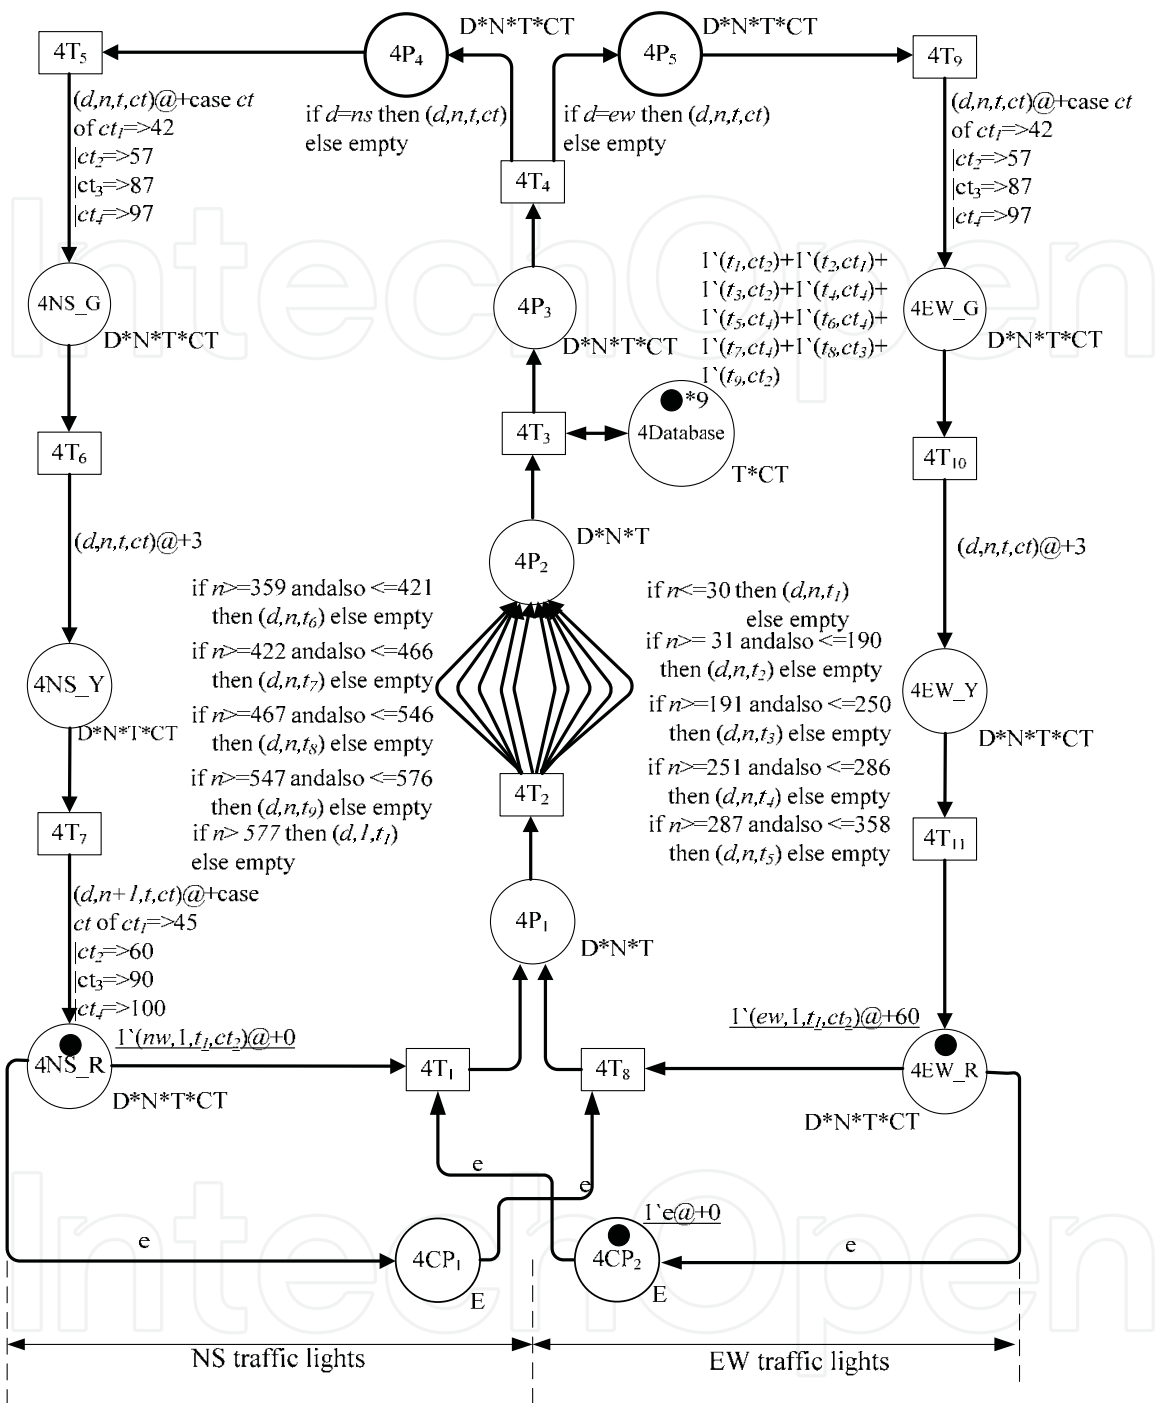 D*N*T*CT
D*N*T*CT
4T5
4P4
4P5
4T9
(d,n,t,ct)@+case ct
of ct1=>42
|ct2=>57
|ct3=>87
|ct4=>97
if d=ns then (d,n,t,ct)
else empty
if d=ew then (d,n,t,ct)
else empty
(d,n,t,ct)@+case ct
of ct1=>42
|ct2=>57
|ct3=>87
|ct4=>97
4T4
IntechOpen
4NS_G
D*N*T*CT
4P3
D*N*T*CT
1`(t1,ct2)+1`(t2,ct1)+
1`(t3,ct2)+1`(t4,ct4)+
1`(t5,ct4)+1`(t6,ct4)+
1`(t7,ct4)+1`(t8,ct3)+
1`(t9,ct2)
4EW_G
D*N*T*CT
*9
4T6
4T3
4Database
T*CT
4T10
(d,n,t,ct)@+3
D*N*T
4P2
(d,n,t,ct)@+3
if n>=359 andalso <=421
then (d,n,t6) else empty
if n>=422 andalso <=466
then (d,n,t7) else empty
if n>=467 andalso <=546
then (d,n,t8) else empty
if n>=547 andalso <=576
then (d,n,t9) else empty
if n> 577 then (d,1,t1)
else empty
if n<=30 then (d,n,t1)
else empty
if n>= 31 andalso <=190
then (d,n,t2) else empty
if n>=191 andalso <=250
then (d,n,t3) else empty
if n>=251 andalso <=286
then (d,n,t4) else empty
if n>=287 andalso <=358
then (d,n,t5) else empty
4NS_Y
D*N*T*CT
4EW_Y
D*N*T*CT
4T2
4T7
4T11
(d,n+1,t,ct)@+case
ct of ct1=>45
|ct2=>60
|ct3=>90
|ct4=>100
4P1
D*N*T
1`(nw,1,t1,ct2)@+0
1`(ew,1,t1,ct2)@+60
4NS_R
D*N*T*CT
4T1
4T8
4EW_R
D*N*T*CT
e
e
1`e@+0
e
4CP1
E
4CP2
E
e
IntechOpen
NS traffic lights
EW traffic lights